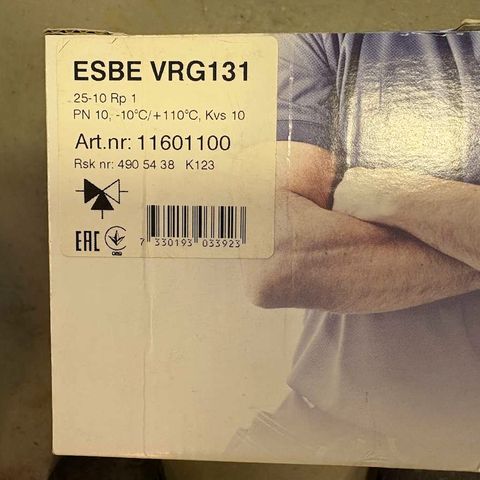 ESBE VRG131
25-10 Rp 1
PN 10, -10°C/+110°C, Kvs 10
Art.nr: 11601100
Rsk nr: 490 54 38 K123
EAC
7 330193 033923